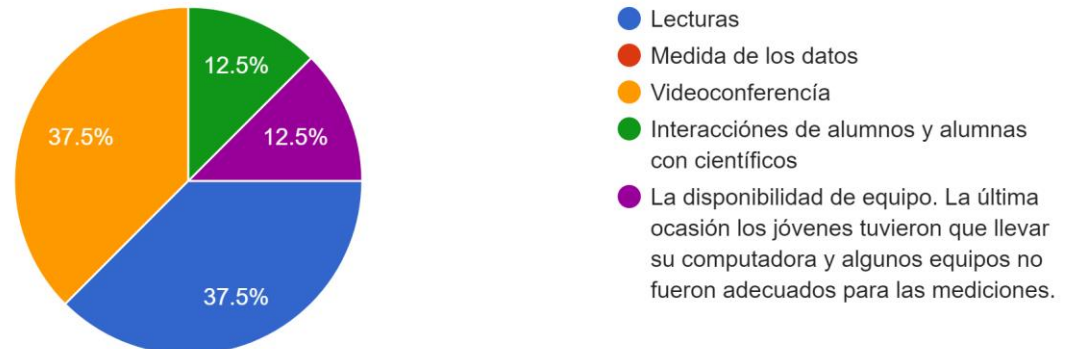 12.5%
37.5%
12.5%
37.5%
Lecturas
Medida de los datos
Videoconferencía
Interacciónes de alumnos y alumnas
con científicos
La disponibilidad de equipo. La última
ocasión los jóvenes tuvieron que llevar
su computadora y algunos equipos no
fueron adecuados para las mediciones.